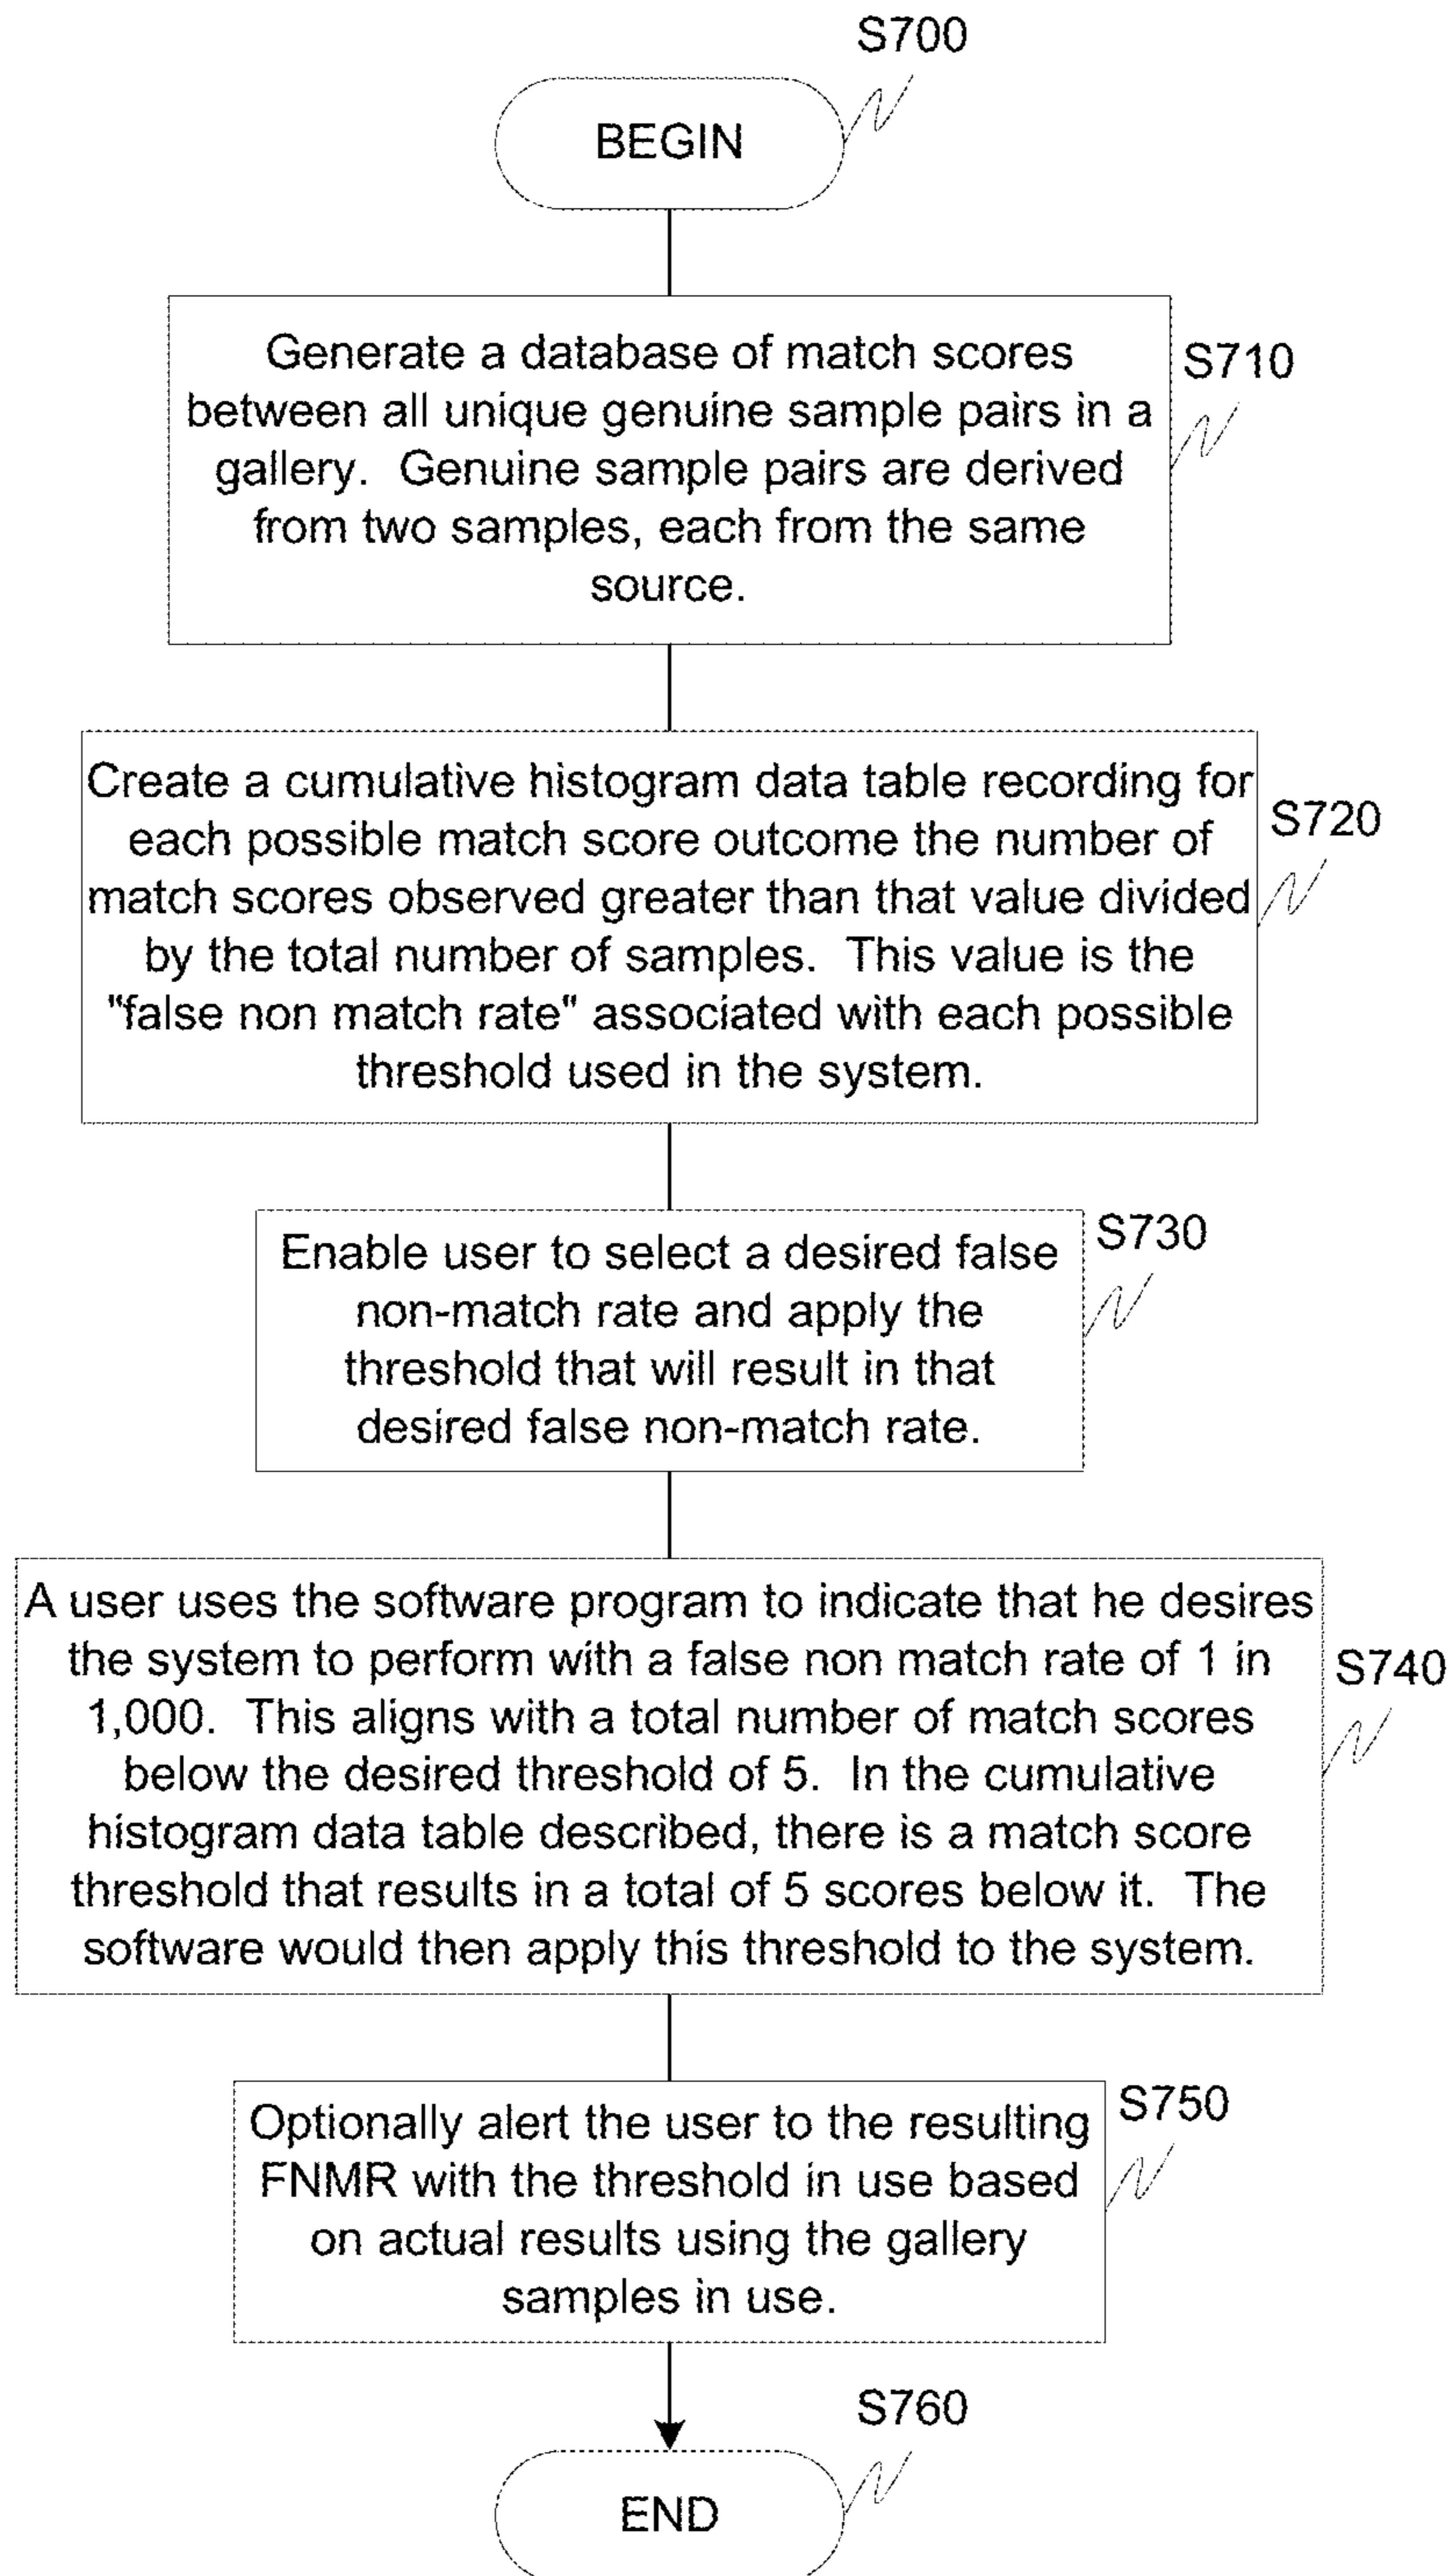 S700
BEGIN
Generate a database of match scores
between all unique genuine sample pairs in a
gallery.  Genuine sample pairs are derived
from two samples, each from the same
source.
S710
Create a cumulative histogram data table recording for
each possible match score outcome the number of
match scores observed greater than that value divided
by the total number of samples.  This value is the
"false non match rate" associated with each possible
threshold used in the system.
S720
Enable user to select a desired false
non-match rate and apply the
threshold that will result in that
desired false non-match rate.
S730
A user uses the software program to indicate that he desires
the system to perform with a false non match rate of 1 in
1,000.  This aligns with a total number of match scores
below the desired threshold of 5.  In the cumulative
histogram data table described, there is a match score
threshold that results in a total of 5 scores below it.  The
software would then apply this threshold to the system.
S740
Optionally alert the user to the resulting
FNMR with the threshold in use based
on actual results using the gallery
samples in use.
S750
S760
END